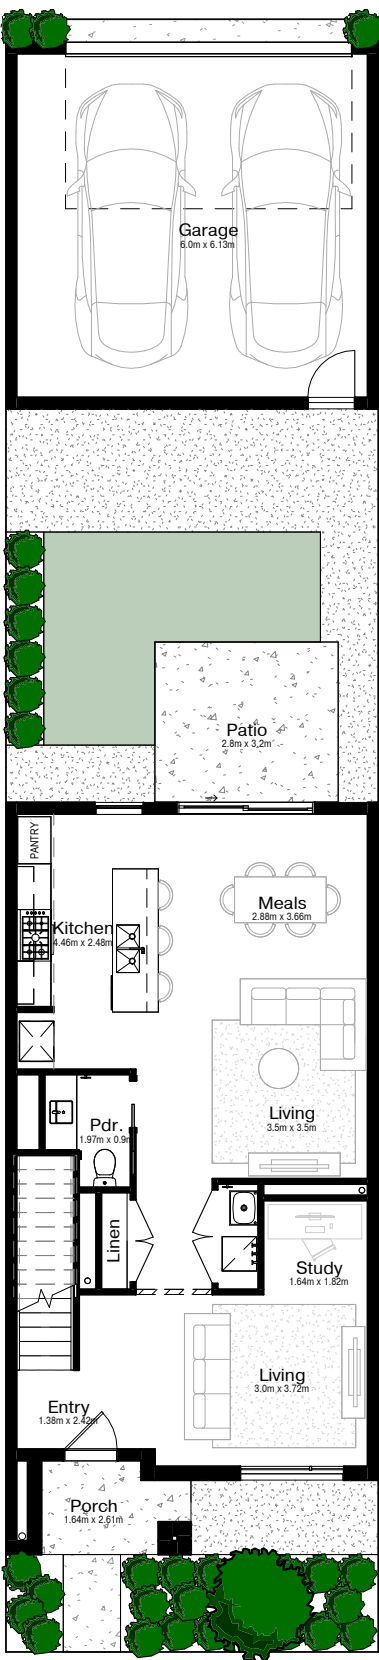 Garage
6.0m x 6.13m
Patio
2.8m x 3.2m
PANTRY
Kitchen
4.46m x 2.48m
Meals
2.88m x 3.66m
Living
3.5m x 3.5m
Pdr.
1.97m x 0.9m
Linen
Study
1.64m x 1.82m
Living
3.0m x 3.72m
Entry
1.38m x 2.42m
Porch
1.64m x 2.61m